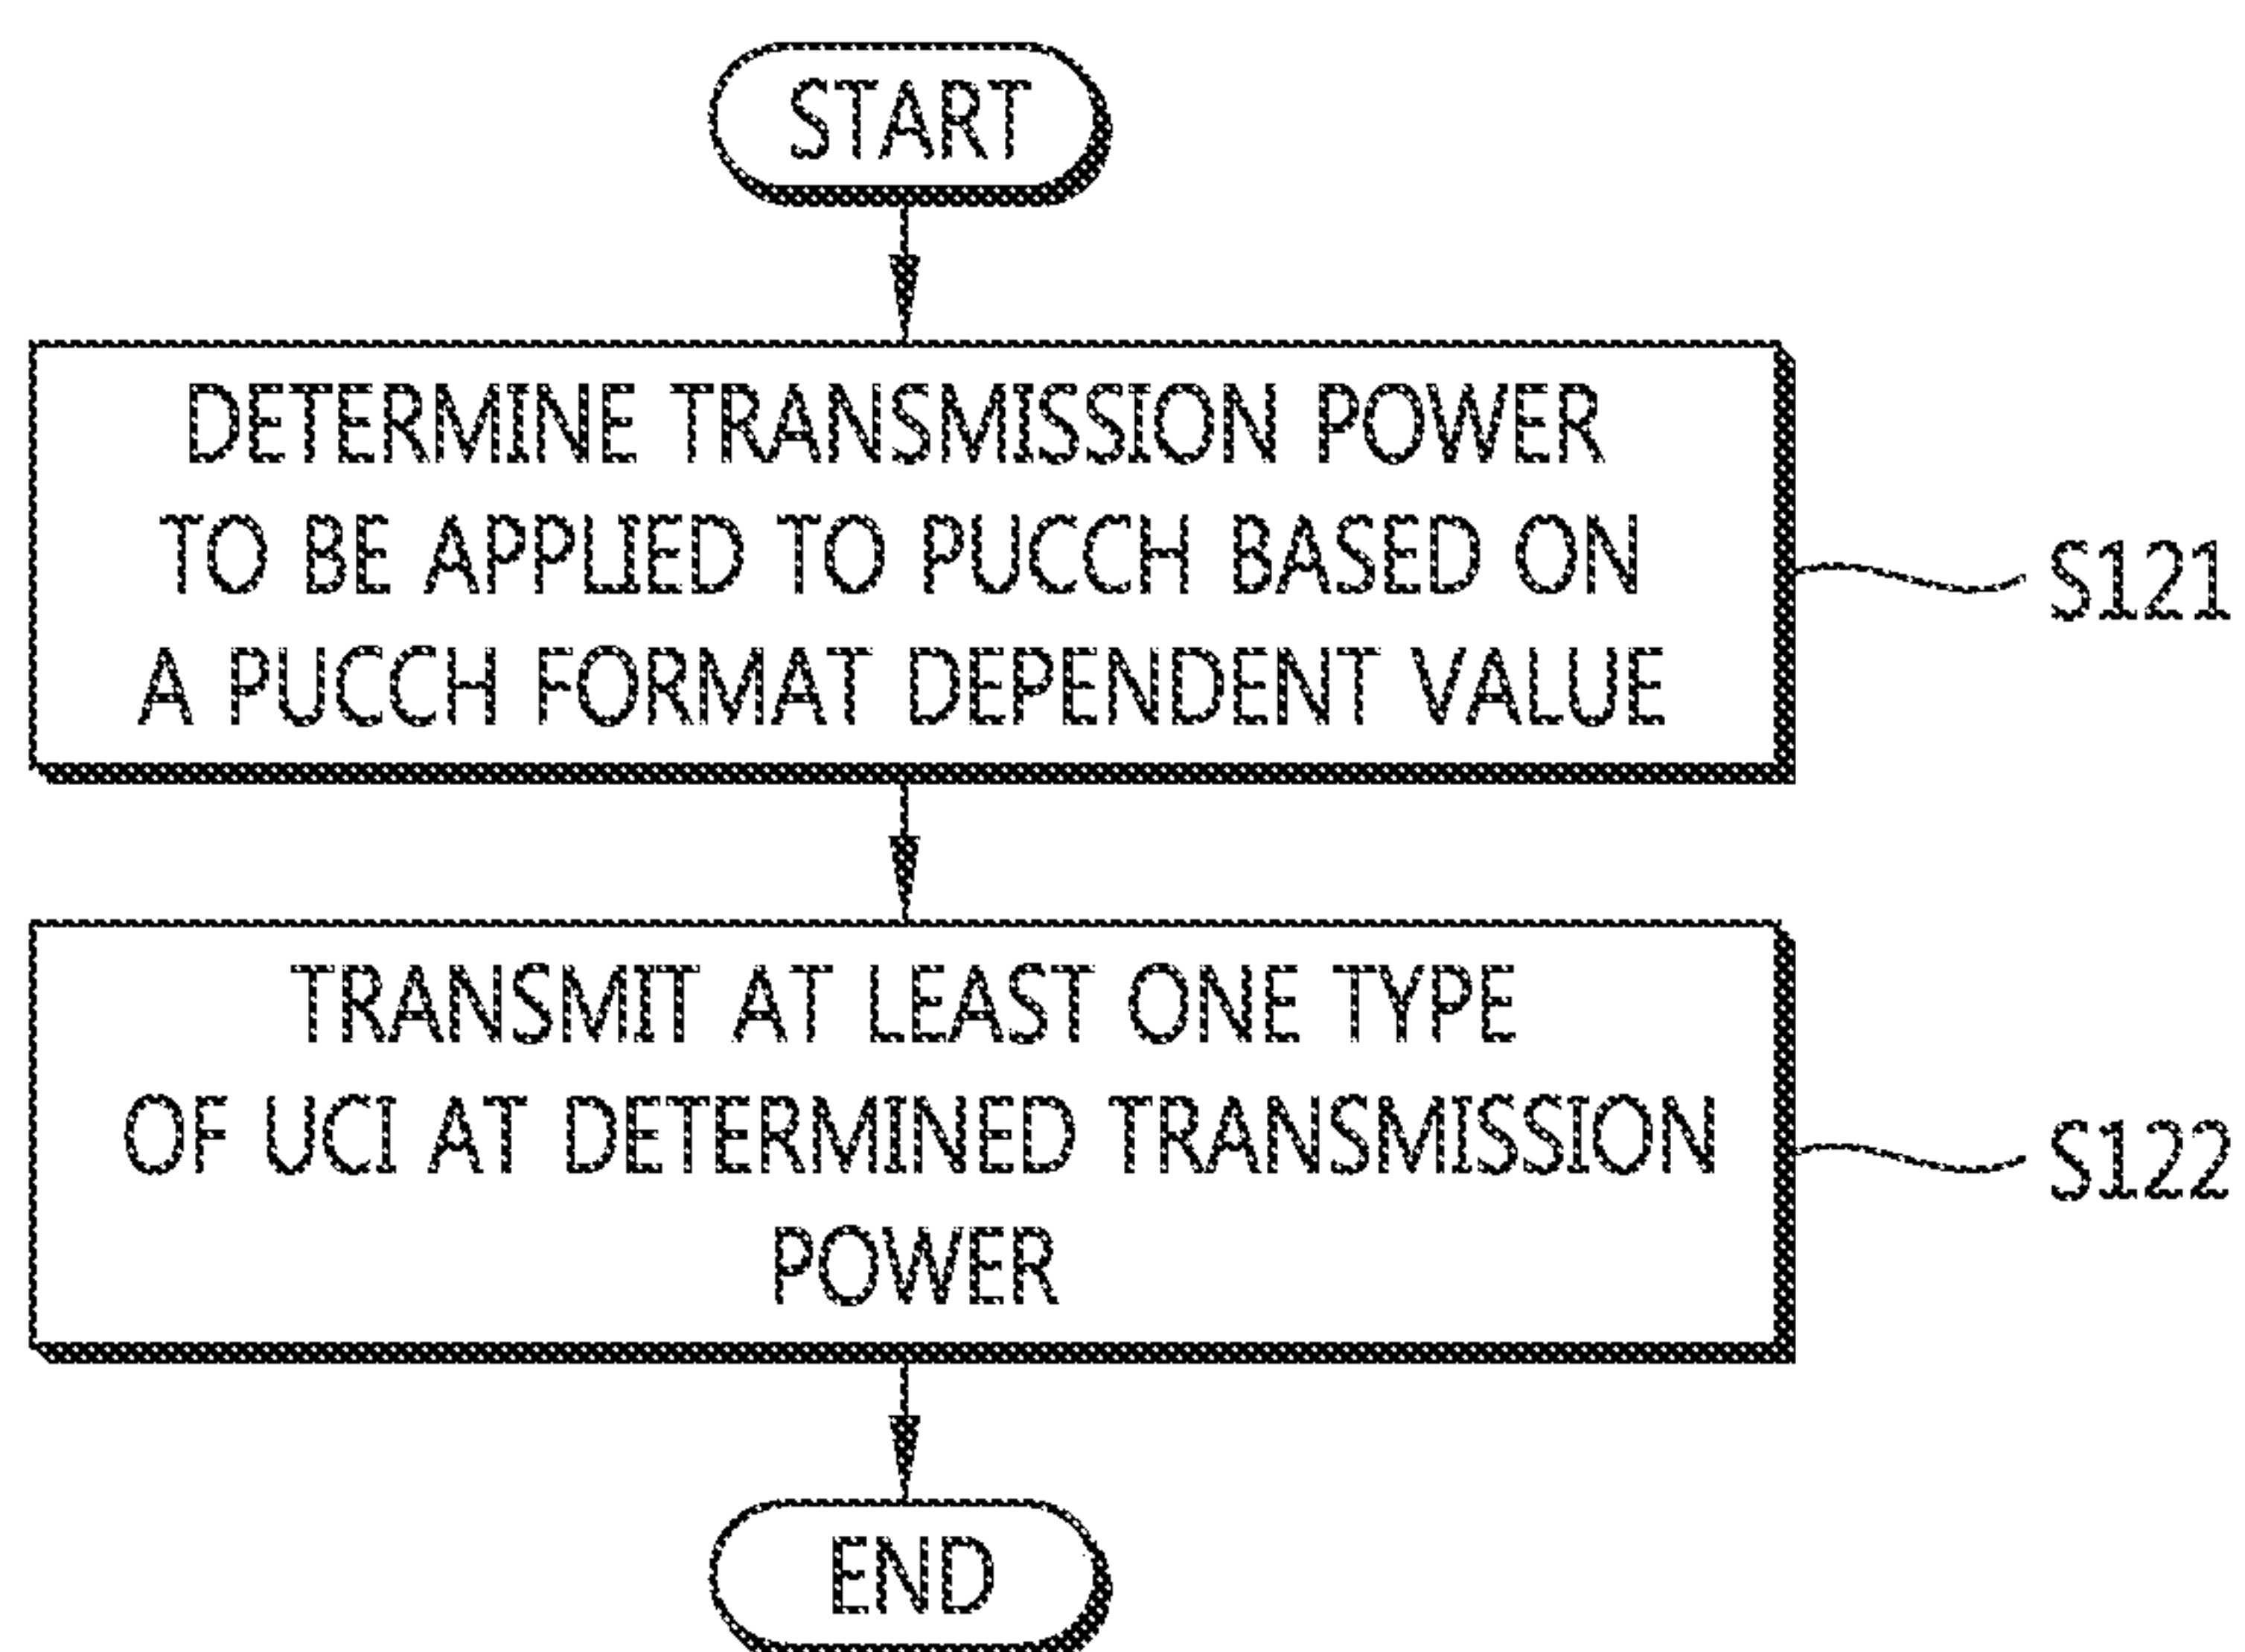 START
DETERMINE TRANSMISSION POWER
TO BE APPLIED TO PUCCH BASED ON
A PUCCH FORMAT DEPENDENT VALUE
S121
TRANSMIT AT LEAST ONE TYPE
OF UCI AT DETERMINED TRANSMISSION
POWER
S122
END